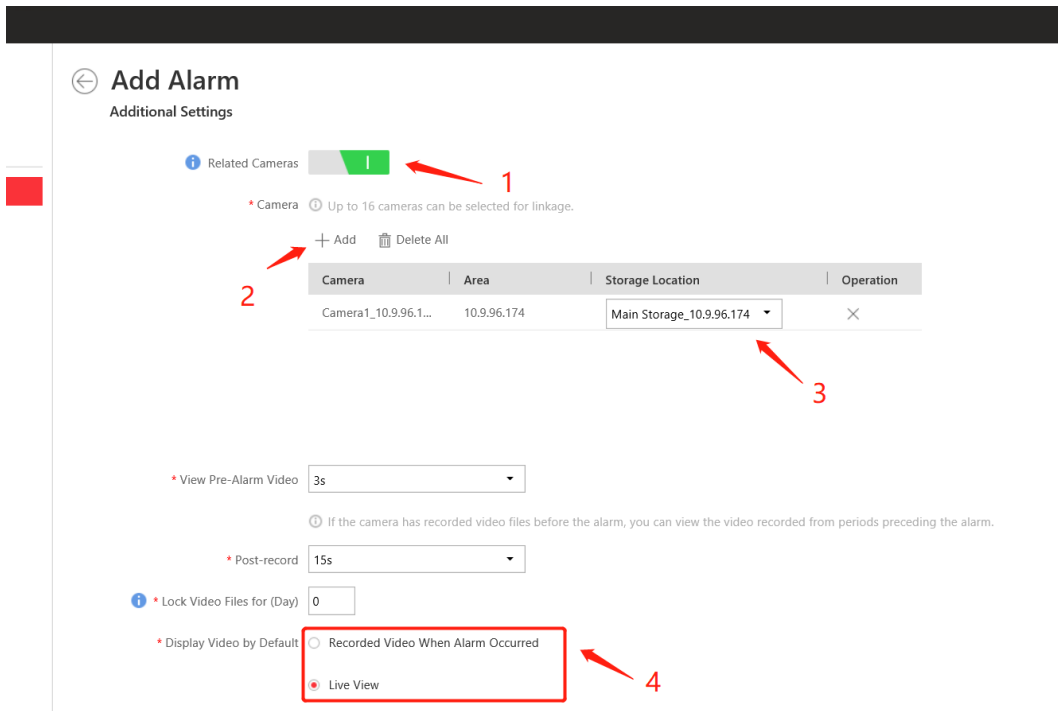 Add Alarm
Additional Settings
Related Cameras
1
* Camera Up to 16 cameras can be selected for linkage.
Add Delete All
2
Camera Area Storage Location Operation
Camera1_10.9.96.1... 10.9.96.174 Main Storage_10.9.96.174
3
* View Pre-Alarm Video 3s
If the camera has recorded video files before the alarm, you can view the video recorded from periods preceding the alarm.
* Post-record 15s
* Lock Video Files for (Day) 0
* Display Video by Default Recorded Video When Alarm Occurred
Live View
4